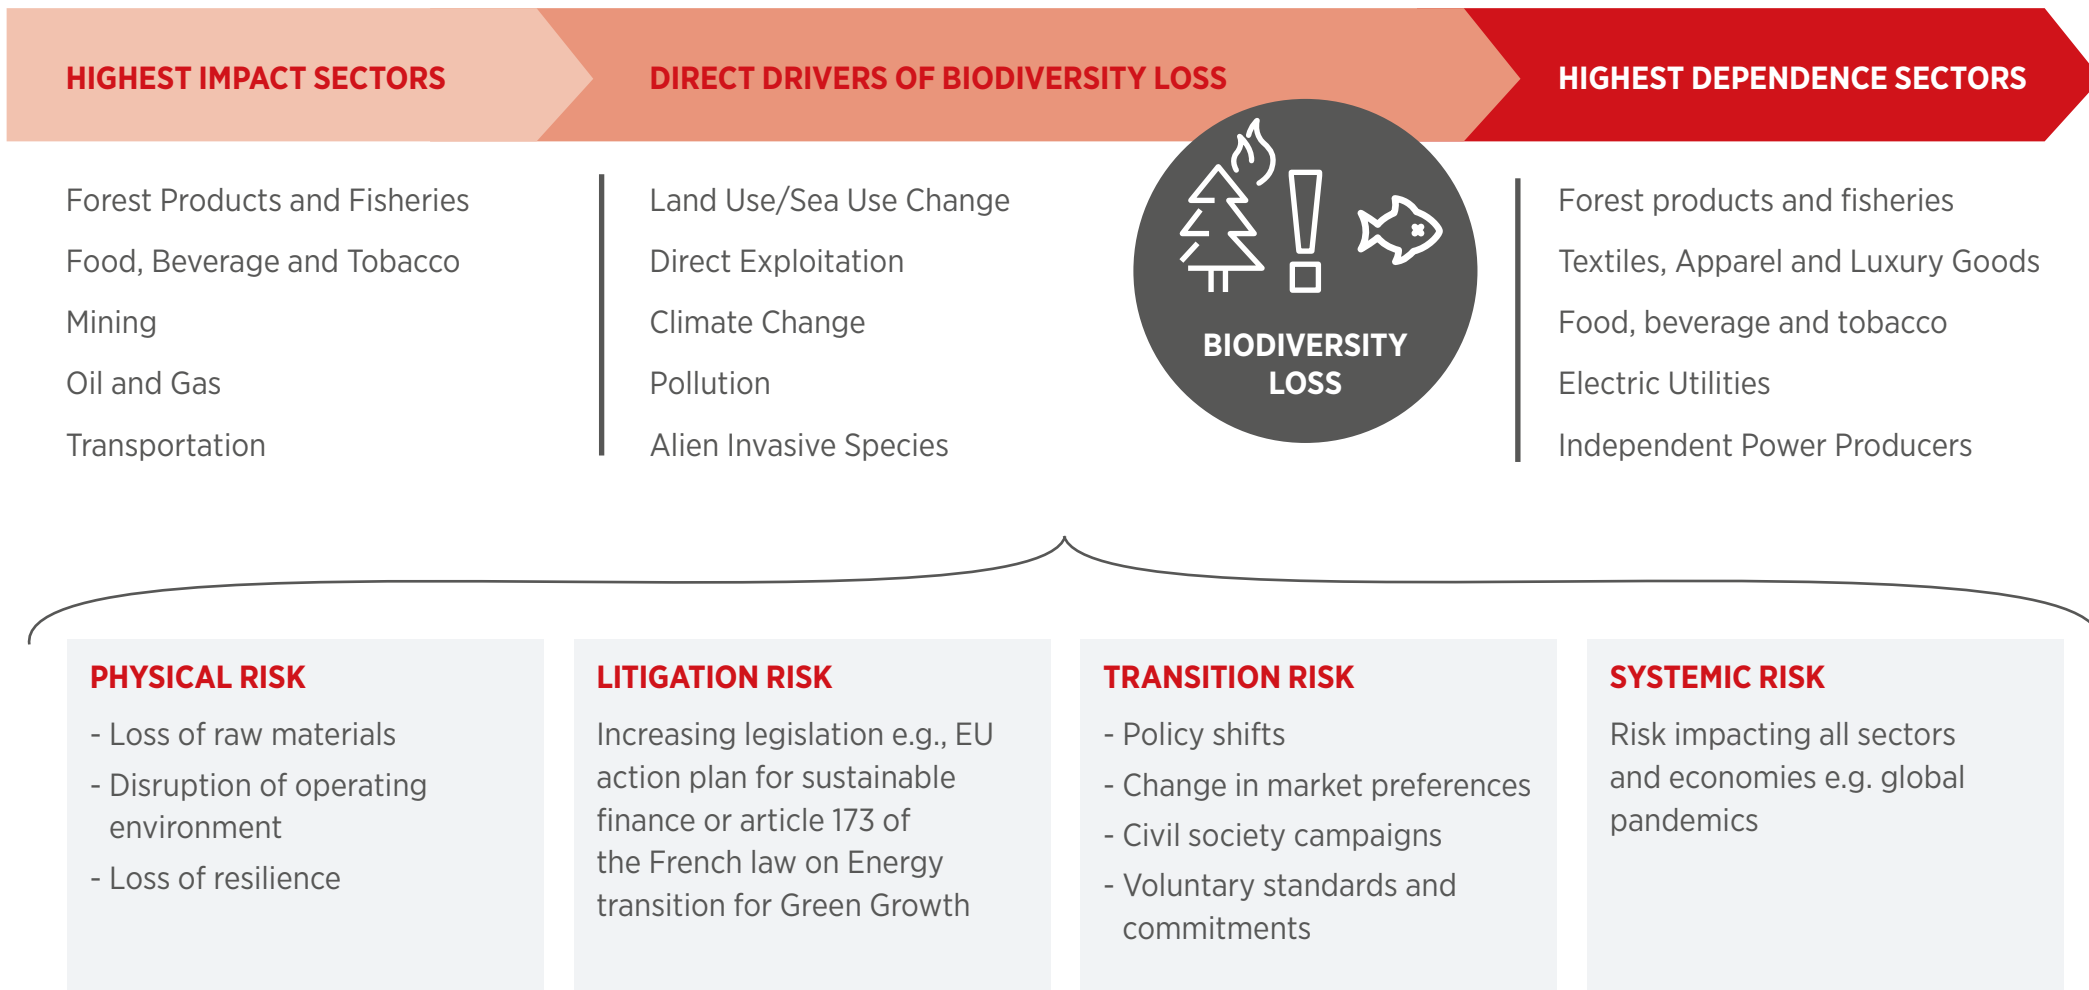 HIGHEST IMPACT SECTORS
Forest Products and Fisheries
Food, Beverage and Tobacco
Mining
Oil and Gas
Transportation
DIRECT DRIVERS OF BIODIVERSITY LOSS
Land Use/Sea Use Change
Direct Exploitation
Climate Change
Pollution
Alien Invasive Species
BIODIVERSITY
LOSS
HIGHEST DEPENDENCE SECTORS
Forest products and fisheries
Textiles, Apparel and Luxury Goods
Food, beverage and tobacco
Electric Utilities
Independent Power Producers
PHYSICAL RISK
- Loss of raw materials
- Disruption of operating
environment
- Loss of resilience
LITIGATION RISK
Increasing legislation e.g., EU
action plan for sustainable
finance or article 173 of
the French law on Energy
transition for Green Growth
TRANSITION RISK
- Policy shifts
- Change in market preferences
- Civil society campaigns
- Voluntary standards and
commitments
SYSTEMIC RISK
Risk impacting all sectors
and economies e.g. global
pandemics